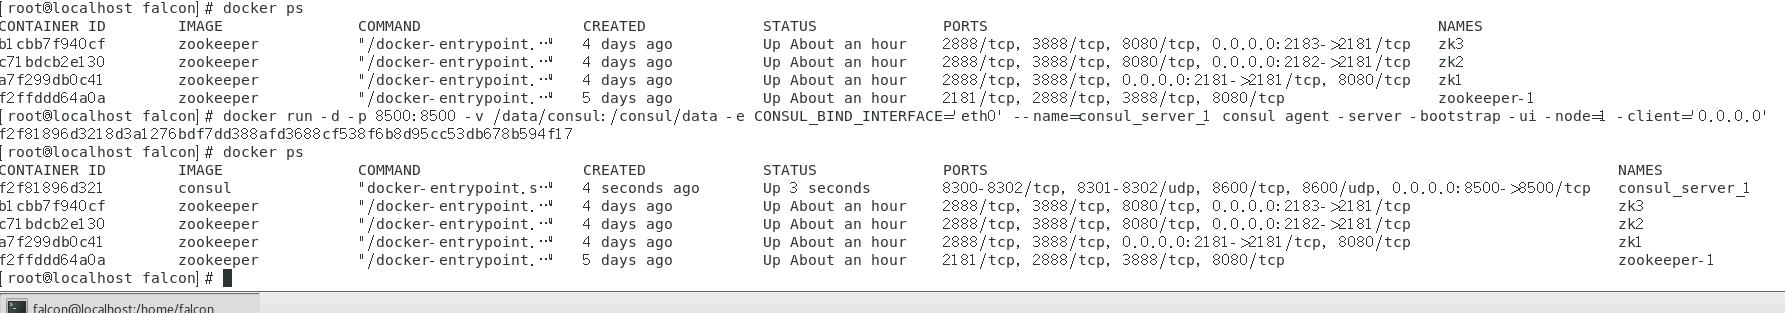 [root@localhost falcon]# docker ps
CONTAINER ID IMAGE COMMAND CREATED STATUS PORTS NAMES
b1cbb7f940cf zookeeper "/docker-entrypoint.…" 4 days ago Up About an hour 2888/tcp, 3888/tcp, 8080/tcp, 0.0.0.0:2183->2181/tcp zk3
c71bdcb2e130 zookeeper "/docker-entrypoint.…" 4 days ago Up About an hour 2888/tcp, 3888/tcp, 8080/tcp, 0.0.0.0:2182->2181/tcp zk2
a7f299db0c41 zookeeper "/docker-entrypoint.…" 4 days ago Up About an hour 2888/tcp, 3888/tcp, 0.0.0.0:2181->2181/tcp, 8080/tcp zk1
f2ffddd64a0a zookeeper "/docker-entrypoint.…" 5 days ago Up About an hour 2181/tcp, 2888/tcp, 3888/tcp, 8080/tcp zookeeper-1
[root@localhost falcon]# docker run -d -p 8500:8500 -v /data/consul:/consul/data -e CONSUL_BIND_INTERFACE='eth0' --name=consul_server_1 consul agent -server -bootstrap -ui -node=1 -client='0.0.0.0'
f2f81896d3218d3a1276bdf7dd388afd3688cf538f6b8d95cc53db678b594f17
[root@localhost falcon]# docker ps
CONTAINER ID IMAGE COMMAND CREATED STATUS PORTS NAMES
f2f81896d321 consul "docker-entrypoint.s…" 4 seconds ago Up 3 seconds 8300-8302/tcp, 8301-8302/udp, 8600/tcp, 8600/udp, 0.0.0.0:8500->8500/tcp consul_server_1
b1cbb7f940cf zookeeper "/docker-entrypoint.…" 4 days ago Up About an hour 2888/tcp, 3888/tcp, 8080/tcp, 0.0.0.0:2183->2181/tcp zk3
c71bdcb2e130 zookeeper "/docker-entrypoint.…" 4 days ago Up About an hour 2888/tcp, 3888/tcp, 8080/tcp, 0.0.0.0:2182->2181/tcp zk2
a7f299db0c41 zookeeper "/docker-entrypoint.…" 4 days ago Up About an hour 2888/tcp, 3888/tcp, 0.0.0.0:2181->2181/tcp, 8080/tcp zk1
f2ffddd64a0a zookeeper "/docker-entrypoint.…" 5 days ago Up About an hour 2181/tcp, 2888/tcp, 3888/tcp, 8080/tcp zookeeper-1
[root@localhost falcon]#
falcon@localhost:/home/falcon